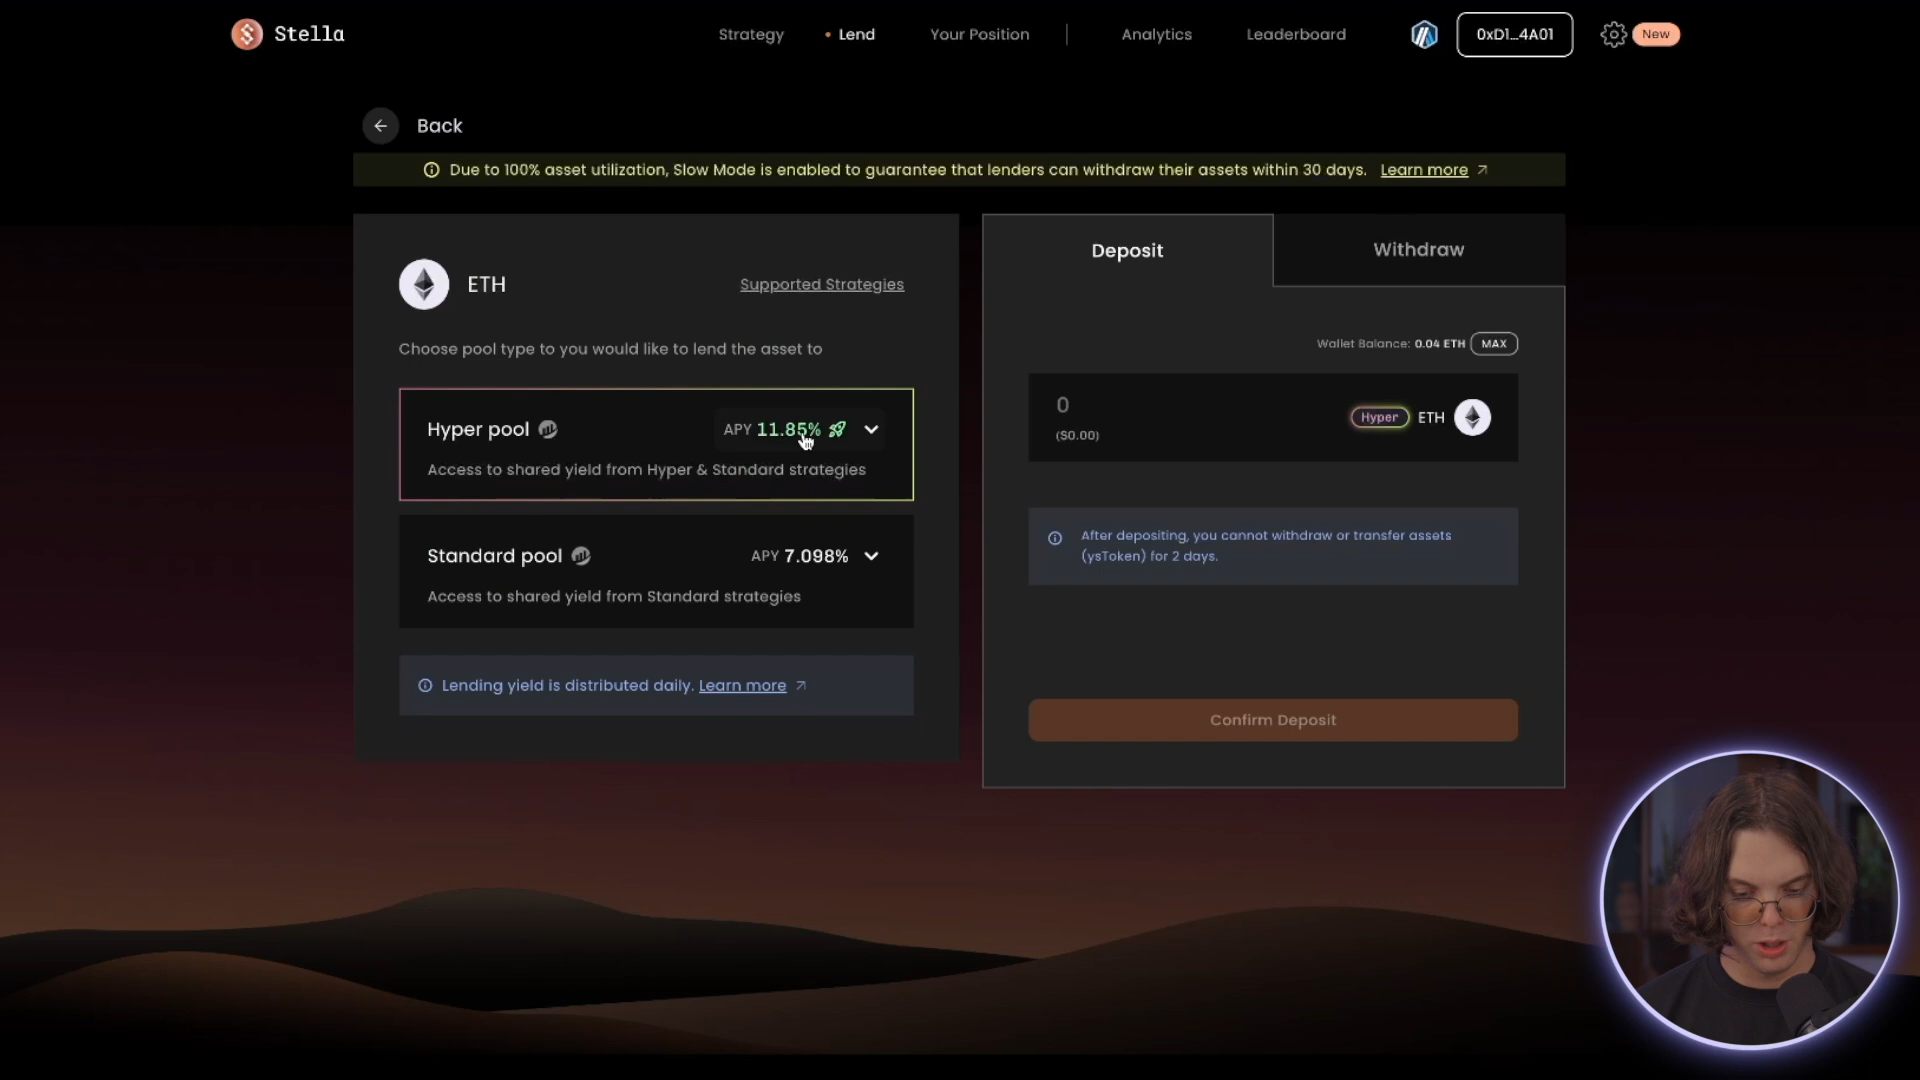 Stella
Strategy
Lend
Your Position
Analytics
Leaderboard
0xD1...4A01
New
Back
Due to 100% asset utilization, Slow Mode is enabled to guarantee that lenders can withdraw their assets within 30 days. Learn more
ETH
Supported Strategies
Choose pool type to you would like to lend the asset to
Hyper pool
APY 11.85%
Access to shared yield from Hyper & Standard strategies
Standard pool
APY 7.098%
Access to shared yield from Standard strategies
Lending yield is distributed daily. Learn more
Deposit
Withdraw
Wallet Balance: 0.04 ETH MAX
0
($0.00)
Hyper ETH
After depositing, you cannot withdraw or transfer assets
(ysToken) for 2 days.
Confirm Deposit